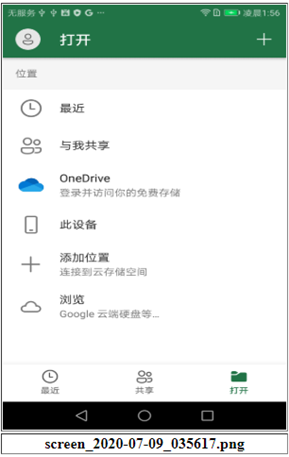 无服务 凌晨1:56
打开
位置
最近
与我共享
OneDrive
登录并访问你的免费存储
此设备
添加位置
连接到云存储空间
浏览
Google 云端硬盘等...
最近 共享 打开
screen_2020-07-09_035617.png